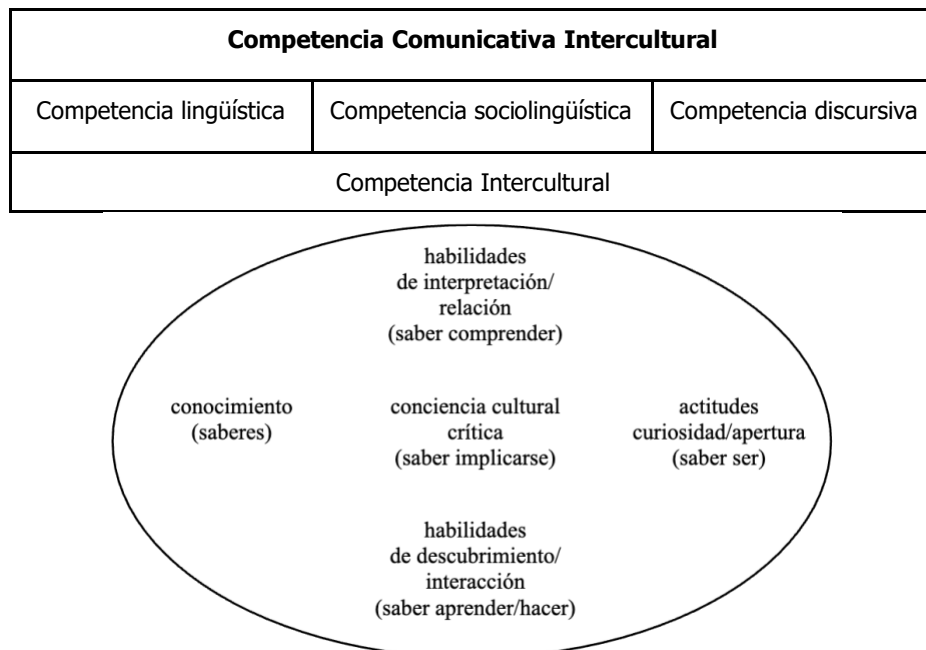 Competencia Comunicativa Intercultural
Competencia lingüística
Competencia sociolingüística
Competencia discursiva
Competencia Intercultural
habilidades
de interpretación/
relación
(saber comprender)
conocimiento
(saberes)
conciencia cultural
crítica
(saber implicarse)
actitudes
curiosidad/apertura
(saber ser)
habilidades
de descubrimiento/
interacción
(saber aprender/hacer)